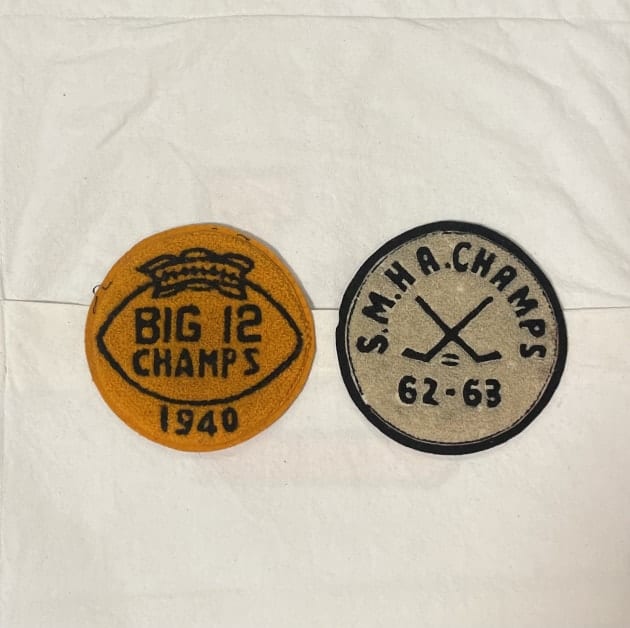 BIG 12
CHAMPS
1940
S.M.H A.CHAMPS
62-63